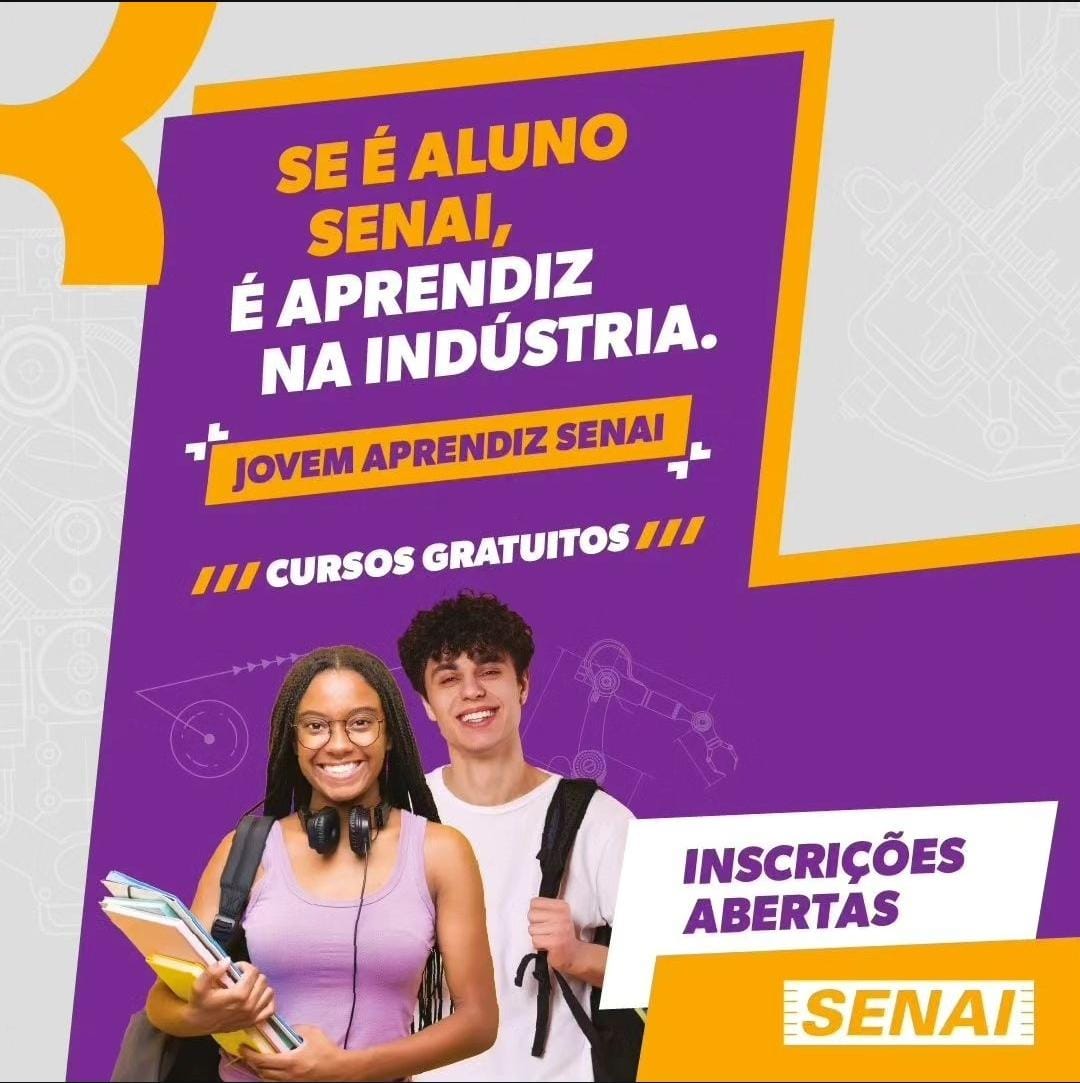 SE É ALUNO
SENAI,
É APRENDIZ
NA INDÚSTRIA.
JOVEM APRENDIZ SENAI
/// CURSOS GRATUITOS ///
INSCRIÇÕES
ABERTAS
SENAI